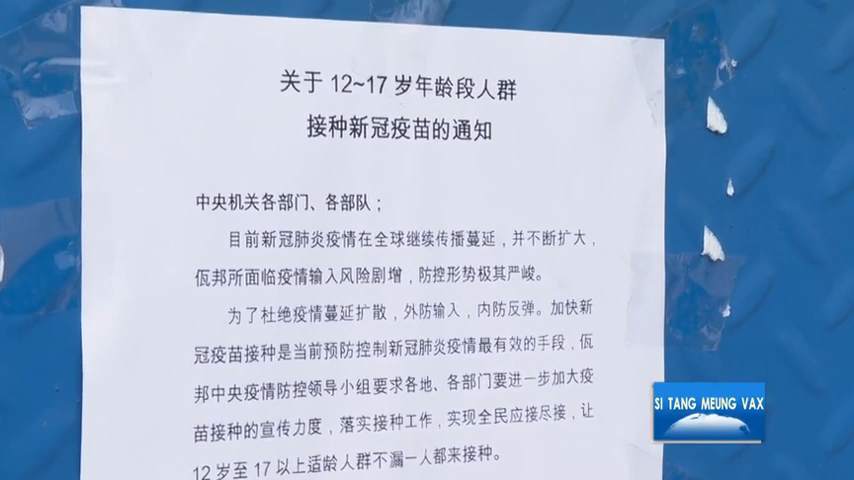 关于 12~17 岁年龄段人群
接种新冠疫苗的通知
中央机关各部门、各部队；
目前新冠肺炎疫情在全球继续传播蔓延，并不断扩大，
佤邦所面临疫情输入风险剧增，防控形势极其严峻。
为了杜绝疫情蔓延扩散，外防输入，内防反弹。加快新
冠疫苗接种是当前预防控制新冠肺炎疫情最有效的手段，佤
邦中央疫情防控领导小组要求各地、各部门要进一步加大疫
苗接种的宣传力度，落实接种工作，实现全民应接尽接，让
12 岁至 17 以上适龄人群不漏一人都来接种。
SI TANG MEUNG VAX